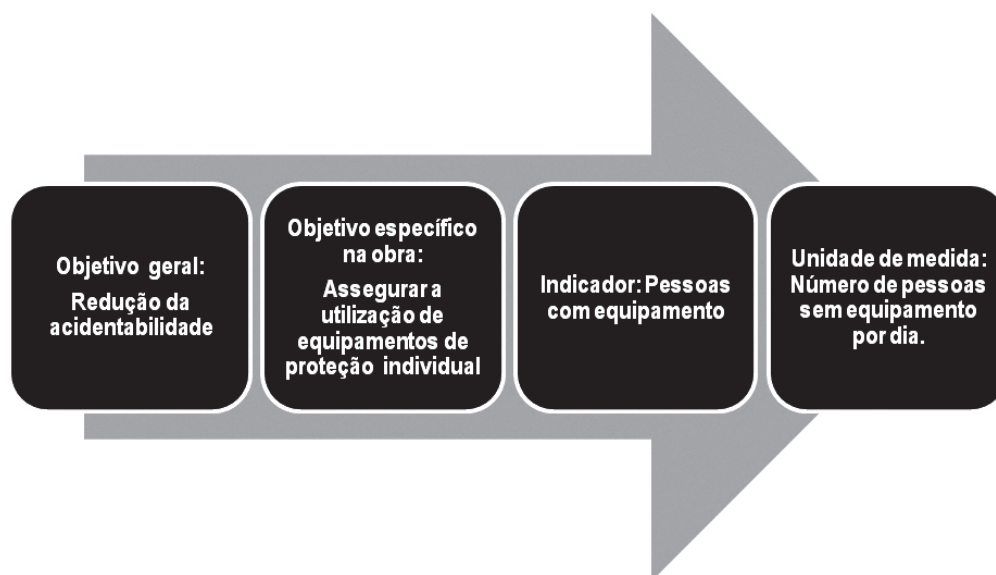 Objetivo geral:
Redução da
acidentabilidade
Objetivo específico
na obra:
Assegurar a
utilização de
equipamentos de
proteção individual
Indicador: Pessoas
com equipamento
Unidade de medida:
Número de pessoas
sem equipamento
por dia.